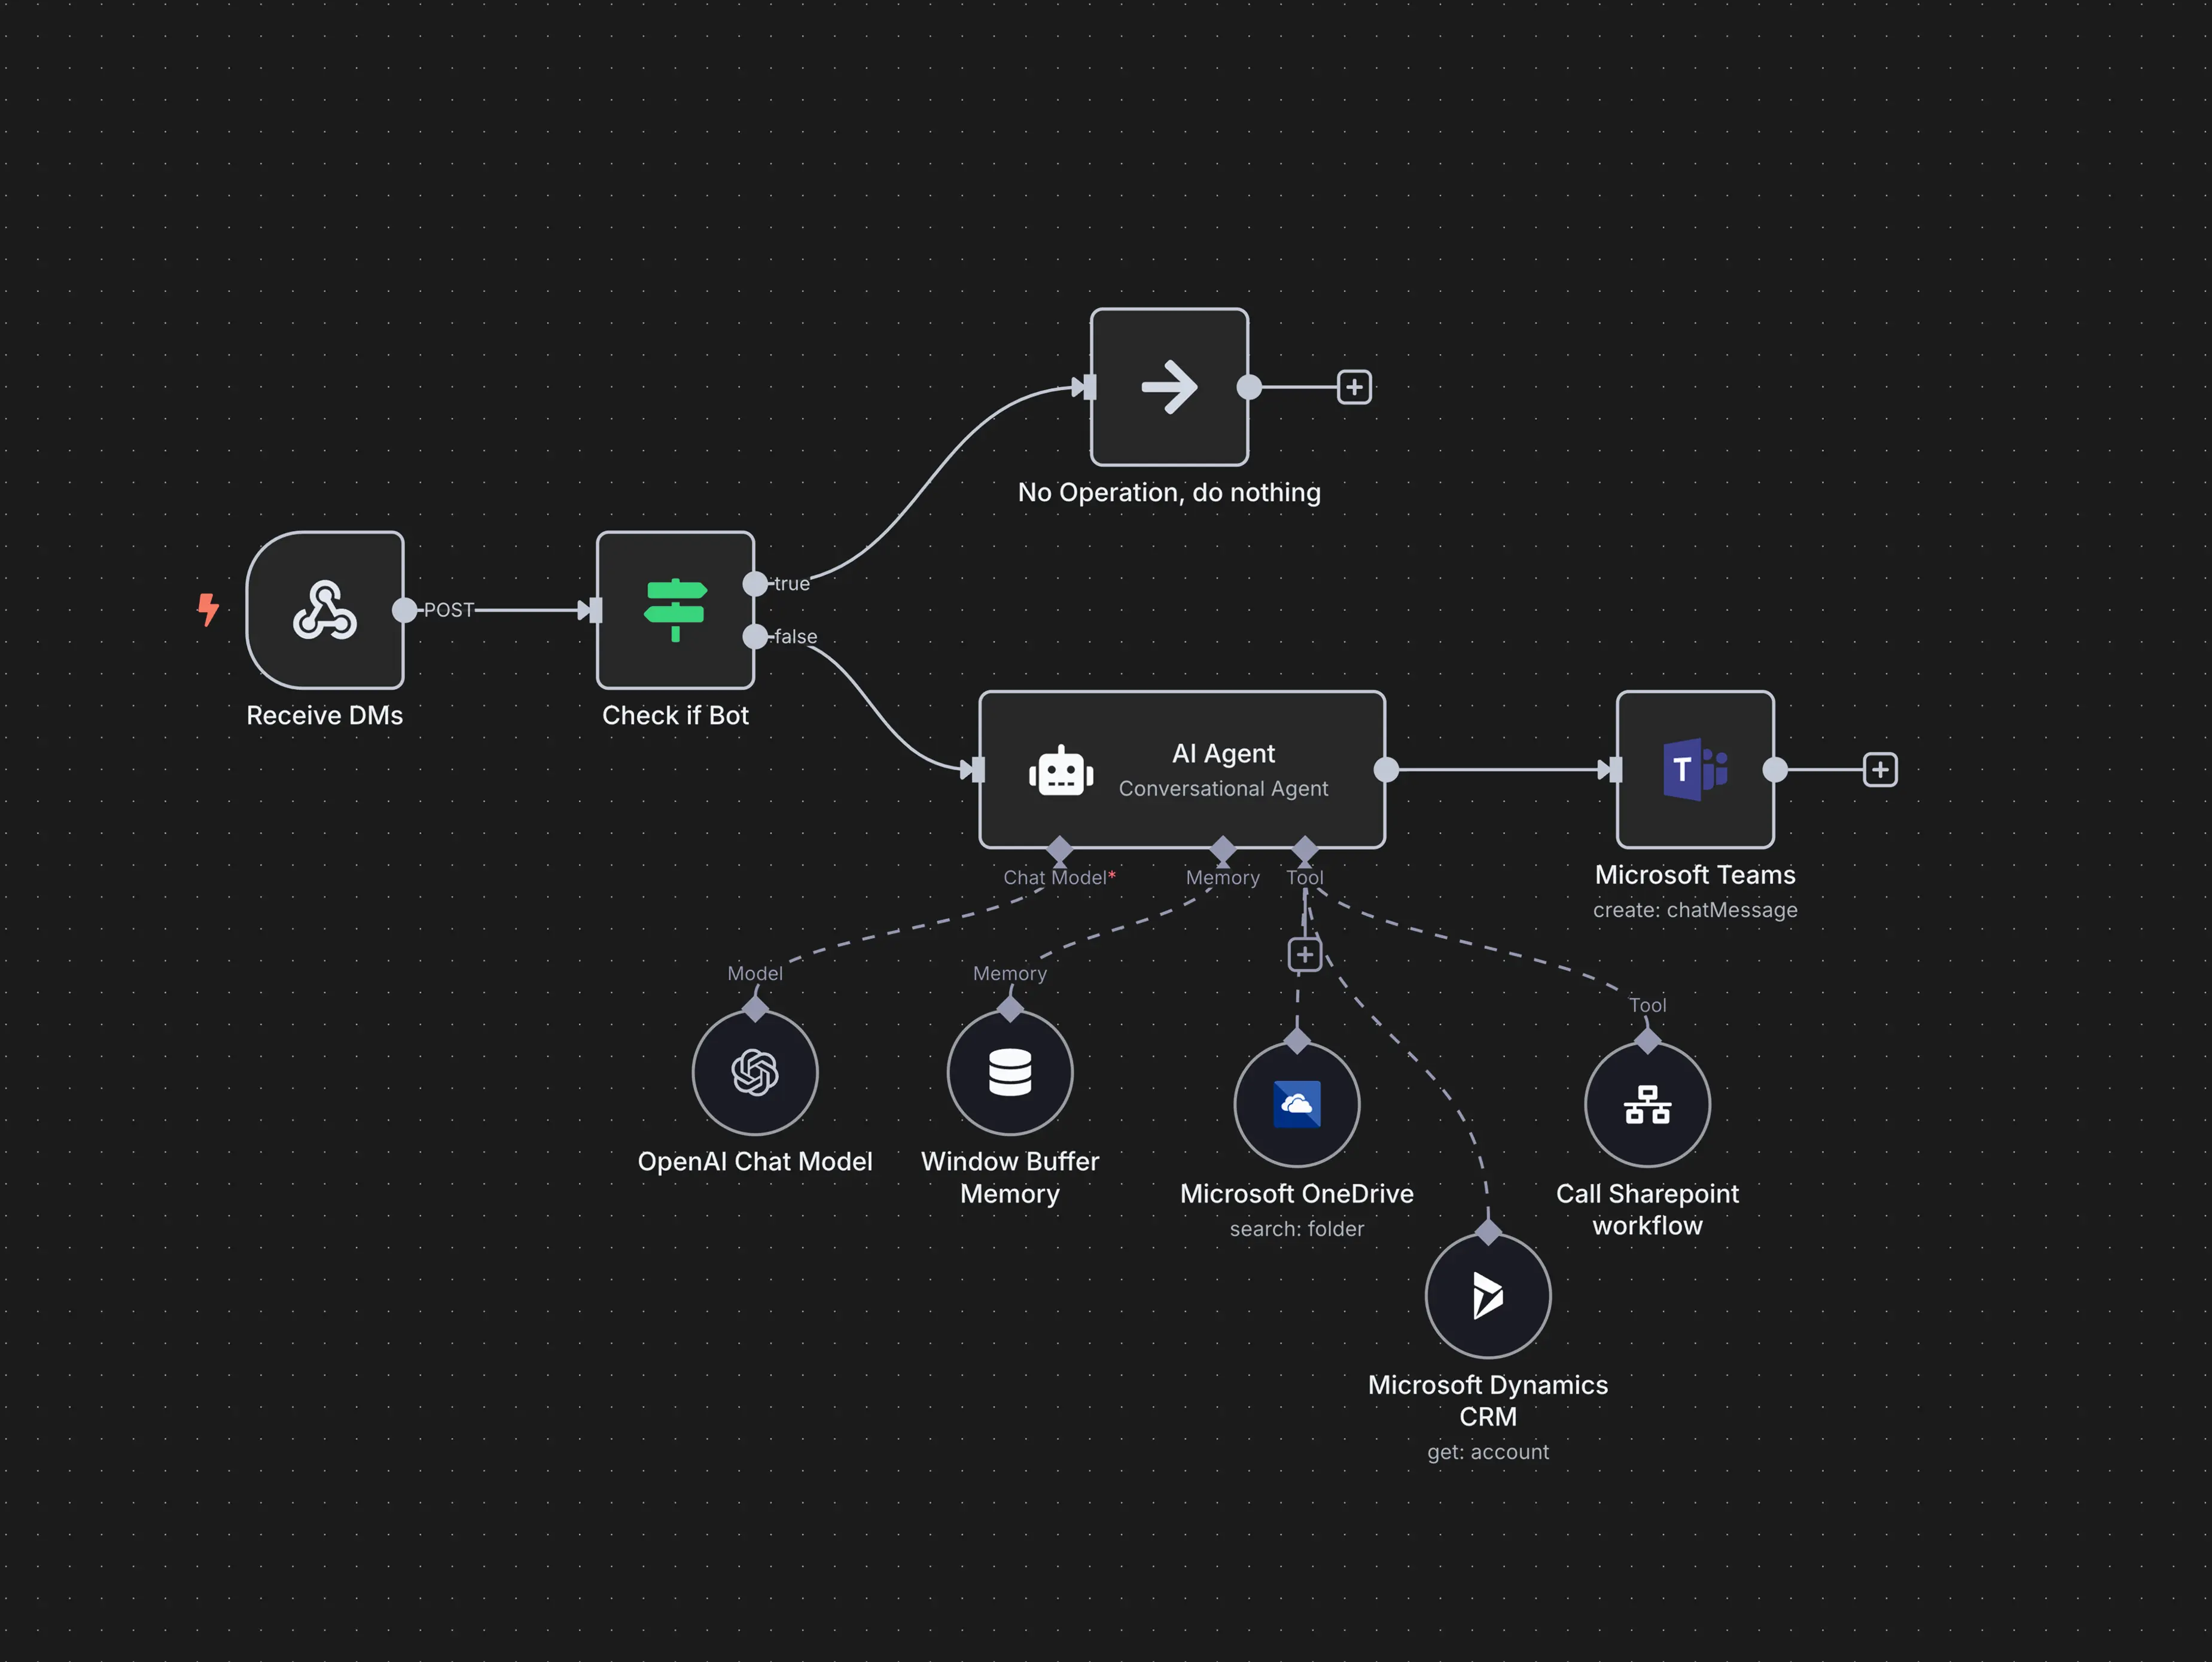 No Operation, do nothing
POST
true
false
Receive DMs
Check if Bot
AI Agent
Conversational Agent
Chat Model*
Memory
Tool
T
Microsoft Teams
create: chatMessage
Model
Memory
Tool
OpenAI Chat Model
Window Buffer
Memory
Microsoft OneDrive
search: folder
Call Sharepoint
workflow
Microsoft Dynamics
CRM
get: account